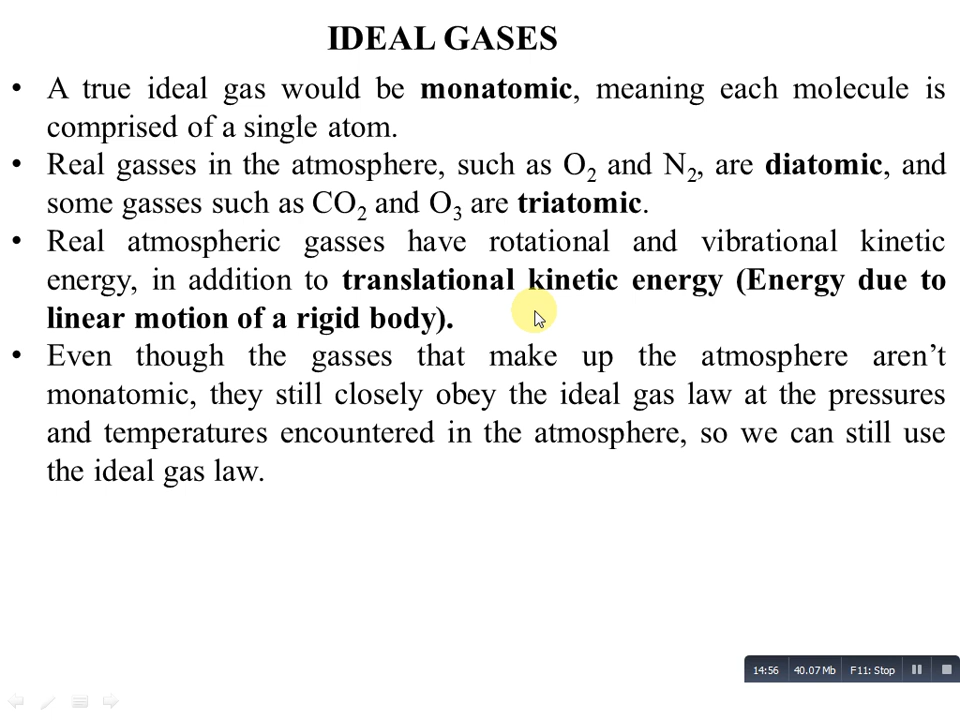 IDEAL GASES
• A true ideal gas would be monatomic, meaning each molecule is
comprised of a single atom.
• Real gasses in the atmosphere, such as O2 and N2, are diatomic, and
some gasses such as CO2 and O3 are triatomic.
• Real atmospheric gasses have rotational and vibrational kinetic
energy, in addition to translational kinetic energy (Energy due to
linear motion of a rigid body).
• Even though the gasses that make up the atmosphere aren’t
monatomic, they still closely obey the ideal gas law at the pressures
and temperatures encountered in the atmosphere, so we can still use
the ideal gas law.
14:56 40.07 Mb F11: Stop